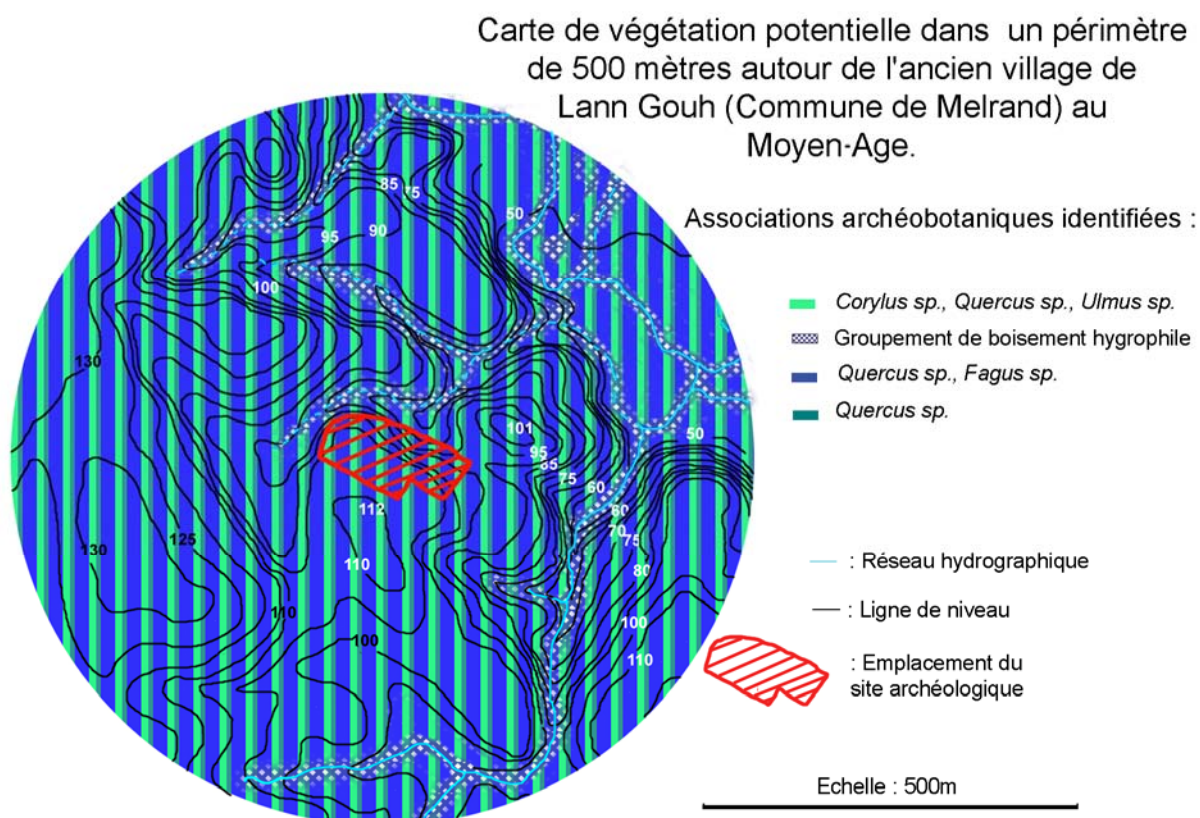 Carte de végétation potentielle dans un périmètre
de 500 mètres autour de l'ancien village de
Lann Gouh (Commune de Melrand) au
Moyen-Age.
Associations archéobotaniques identifiées :
Corylus sp., Quercus sp., Ulmus sp.
Groupement de boisement hygrophile
Quercus sp., Fagus sp.
Quercus sp.
: Réseau hydrographique
: Ligne de niveau
: Emplacement du
site archéologique
Echelle : 500m
85
75
50
95
90
100
130
101
50
95
85
75
60
112
60
70
75
125
130
110
80
110
100
100
110